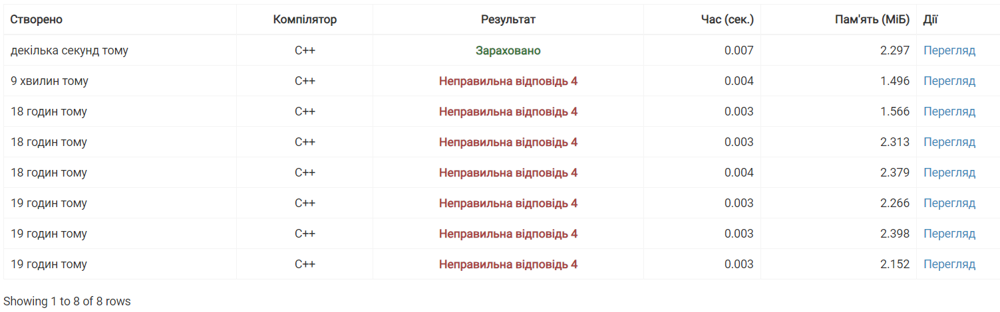 Створено Компілятор Результат Час (сек.) Пам'ять (МіБ) Дії
декілька секунд тому C++ Зараховано 0.007 2.297 Перегляд
9 хвилин тому C++ Неправильна відповідь 4 0.004 1.496 Перегляд
18 годин тому C++ Неправильна відповідь 4 0.003 1.566 Перегляд
18 годин тому C++ Неправильна відповідь 4 0.003 2.313 Перегляд
18 годин тому C++ Неправильна відповідь 4 0.004 2.379 Перегляд
19 годин тому C++ Неправильна відповідь 4 0.003 2.266 Перегляд
19 годин тому C++ Неправильна відповідь 4 0.003 2.398 Перегляд
19 годин тому C++ Неправильна відповідь 4 0.003 2.152 Перегляд
Showing 1 to 8 of 8 rows